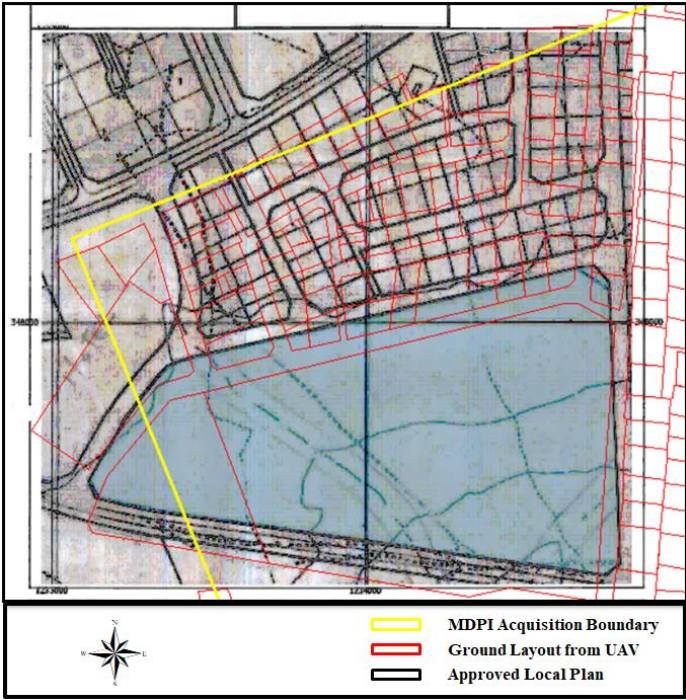 N
W E
S
MDPI Acquisition Boundary
Ground Layout from UAV
Approved Local Plan